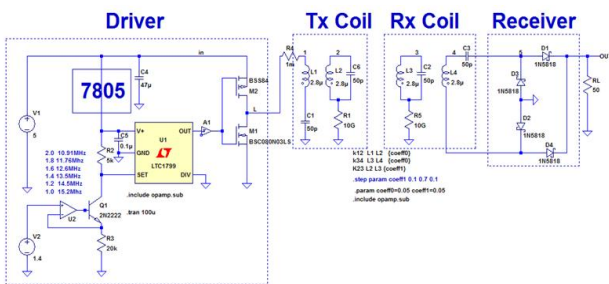 Driver
Tx Coil
Rx Coil
Receiver
in
7805
C4
47µ
BSS84
M2
R4
1m
1
2
3
4
5
L1
2.8µ
L2
2.8µ
C6
50p
L3
2.8µ
C2
50p
L4
2.8µ
C3
50p
D1
1N5818
OUT
V1
5
L
RL
50
D3
1N5818
A1
M1
BSC080N03LS
C5
0.1µ
V+
OUT
U1
GND
LTC1799
SET
DIV
R2
5k
C1
50p
R1
10G
R5
10G
D2
1N5818
D4
1N5818
2.0 10.91MHz
1.8 11.76Mhz
1.6 12.6MHz
1.4 13.5MHz
1.2 14.5MHz
1.0 15.2Mhz
U2
Q1
2N2222
.include opamp.sub
.tran 100u
V2
1.4
R3
20k
k12 L1 L2 {coeff0}
k34 L3 L4 {coeff0}
K23 L2 L3 {coeff1}
.step param coeff1 0.1 0.7 0.1
.param coeff0=0.05 coeff1=0.05
.include opamp.sub